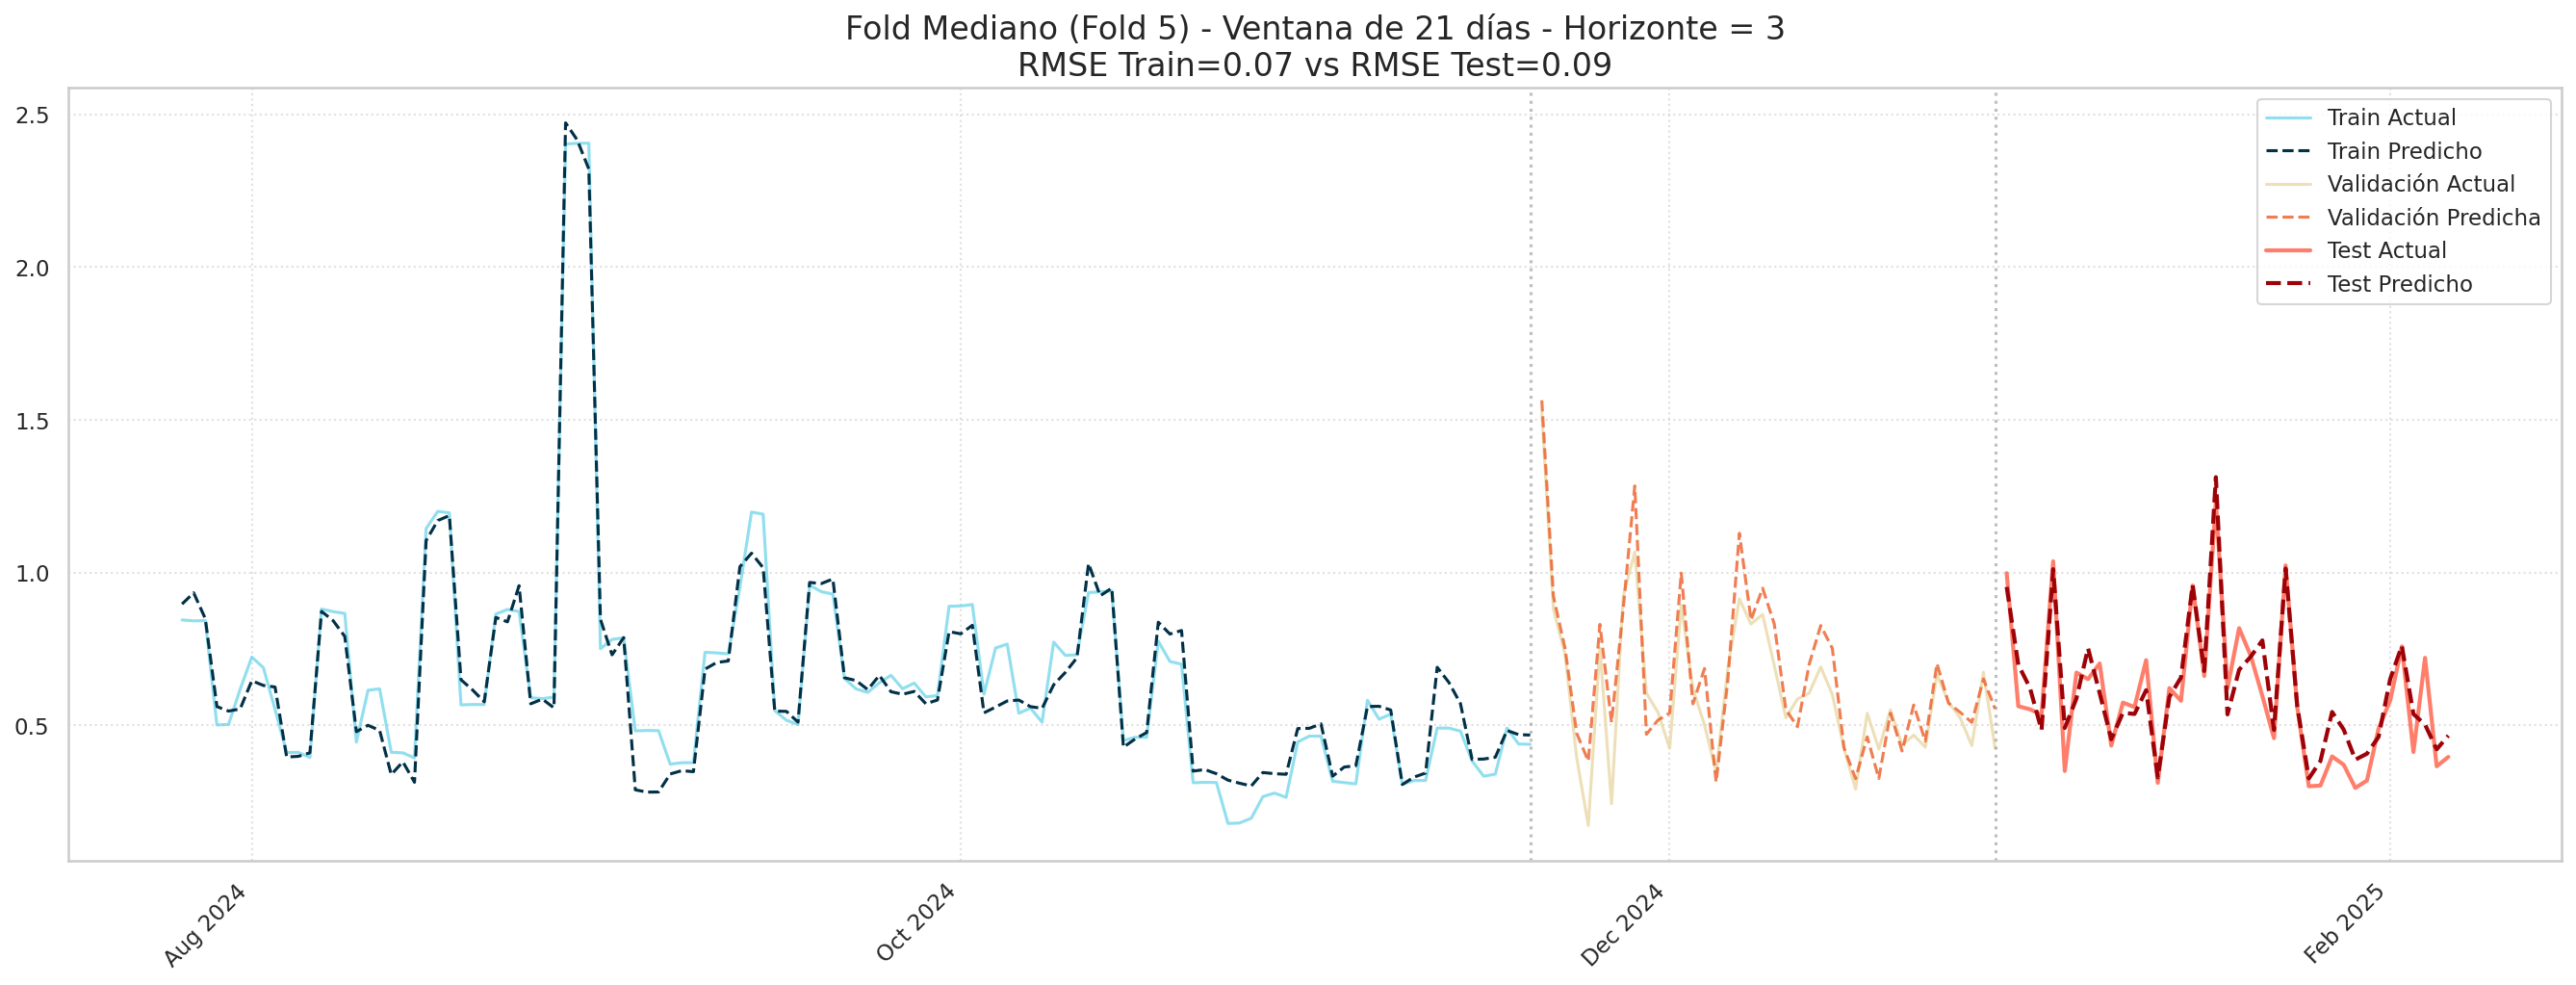 Fold Mediano (Fold 5) - Ventana de 21 días - Horizonte = 3
RMSE Train=0.07 vs RMSE Test=0.09
2.5
2.0
1.5
1.0
0.5
Train Actual
Train Predicho
Validación Actual
Validación Predicha
Test Actual
Test Predicho
Aug 2024
Oct 2024
Dec 2024
Feb 2025